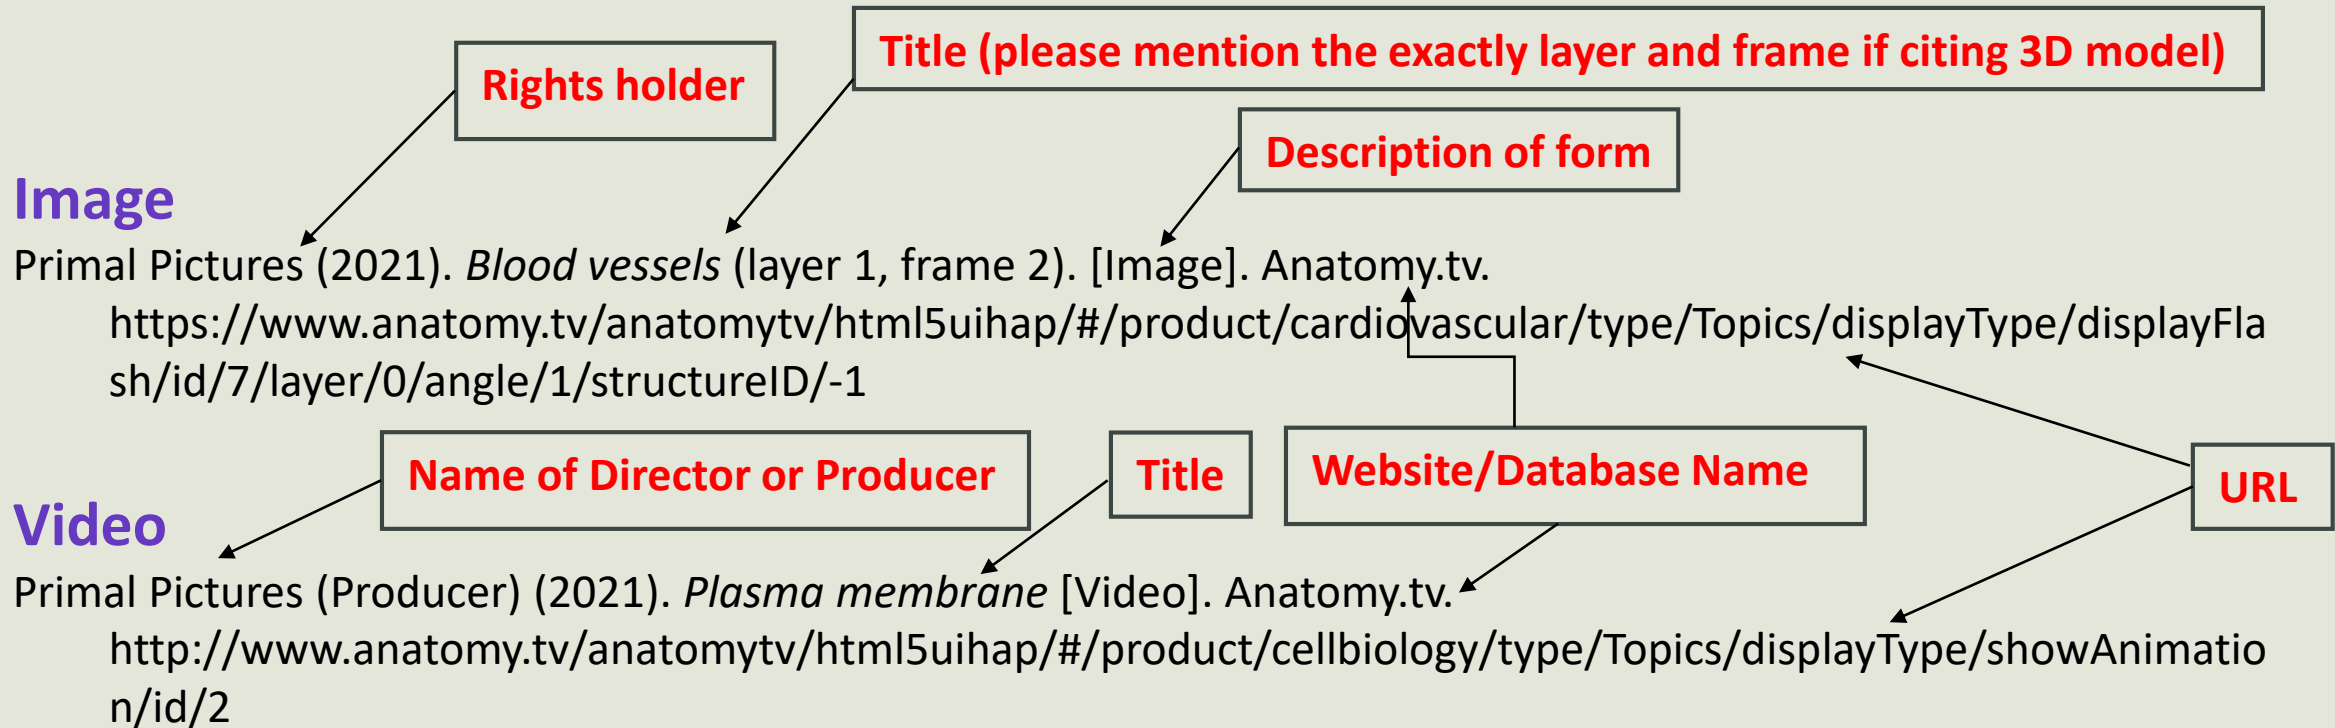 Title (please mention the exactly layer and frame if citing 3D model)
Rights holder
Description of form
Image
Primal Pictures (2021). Blood vessels (layer 1, frame 2). [Image]. Anatomy.tv.
https://www.anatomy.tv/anatomytv/html5uihap/#/product/cardiovascular/type/Topics/displayType/displayFla
sh/id/7/layer/0/angle/1/structureID/-1
Name of Director or Producer
Title
Website/Database Name
URL
Video
Primal Pictures (Producer) (2021). Plasma membrane [Video]. Anatomy.tv.
http://www.anatomy.tv/anatomytv/html5uihap/#/product/cellbiology/type/Topics/displayType/showAnimatio
n/id/2